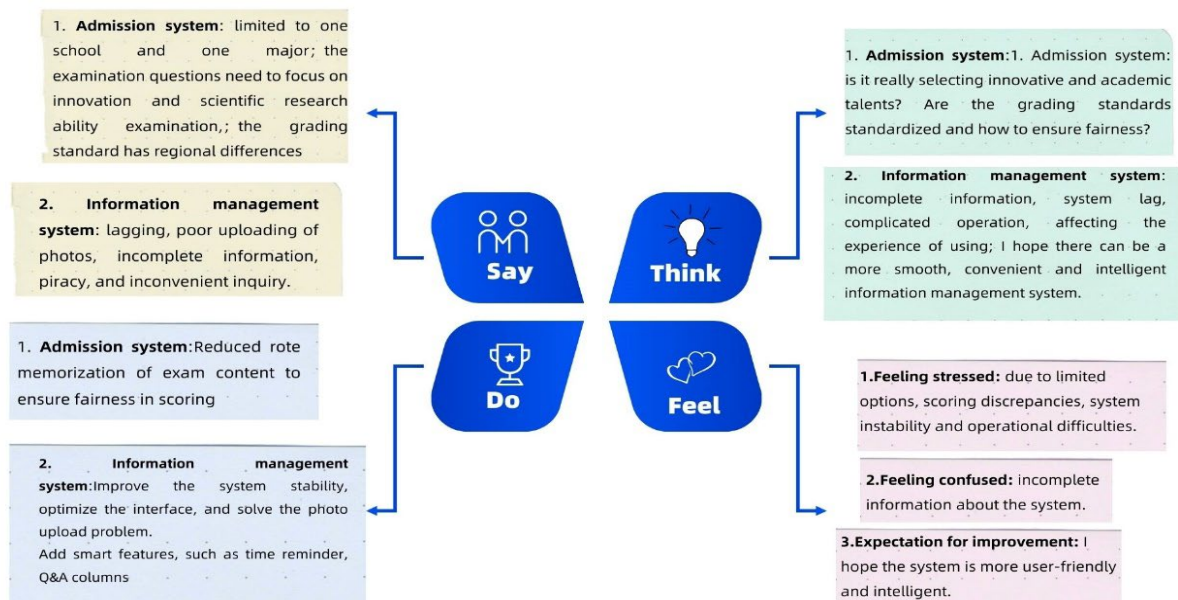 1. Admission system: limited to one
school and one major; the
examination questions need to focus on
innovation and scientific research
ability examination,; the grading
standard has regional differences
2. Information management
system: lagging, poor uploading of
photos, incomplete information,
piracy, and inconvenient inquiry.
Say
1. Admission system:1. Admission system:
is it really selecting innovative and academic
talents? Are the grading standards
standardized and how to ensure fairness?
2. Information management system:
incomplete information, system lag,
complicated operation, affecting the
experience of using; I hope there can be a
more smooth, convenient and intelligent
information management system.
Think
1. Admission system:Reduced rote
memorization of exam content to
ensure fairness in scoring
2. Information management
system:Improve the system stability,
optimize the interface, and solve the photo
upload problem.
Add smart features, such as time reminder,
Q&A columns
Do
1.Feeling stressed: due to limited
options, scoring discrepancies, system
instability and operational difficulties.
2.Feeling confused: incomplete
information about the system.
3.Expectation for improvement: I
hope the system is more user-friendly
and intelligent.
Feel